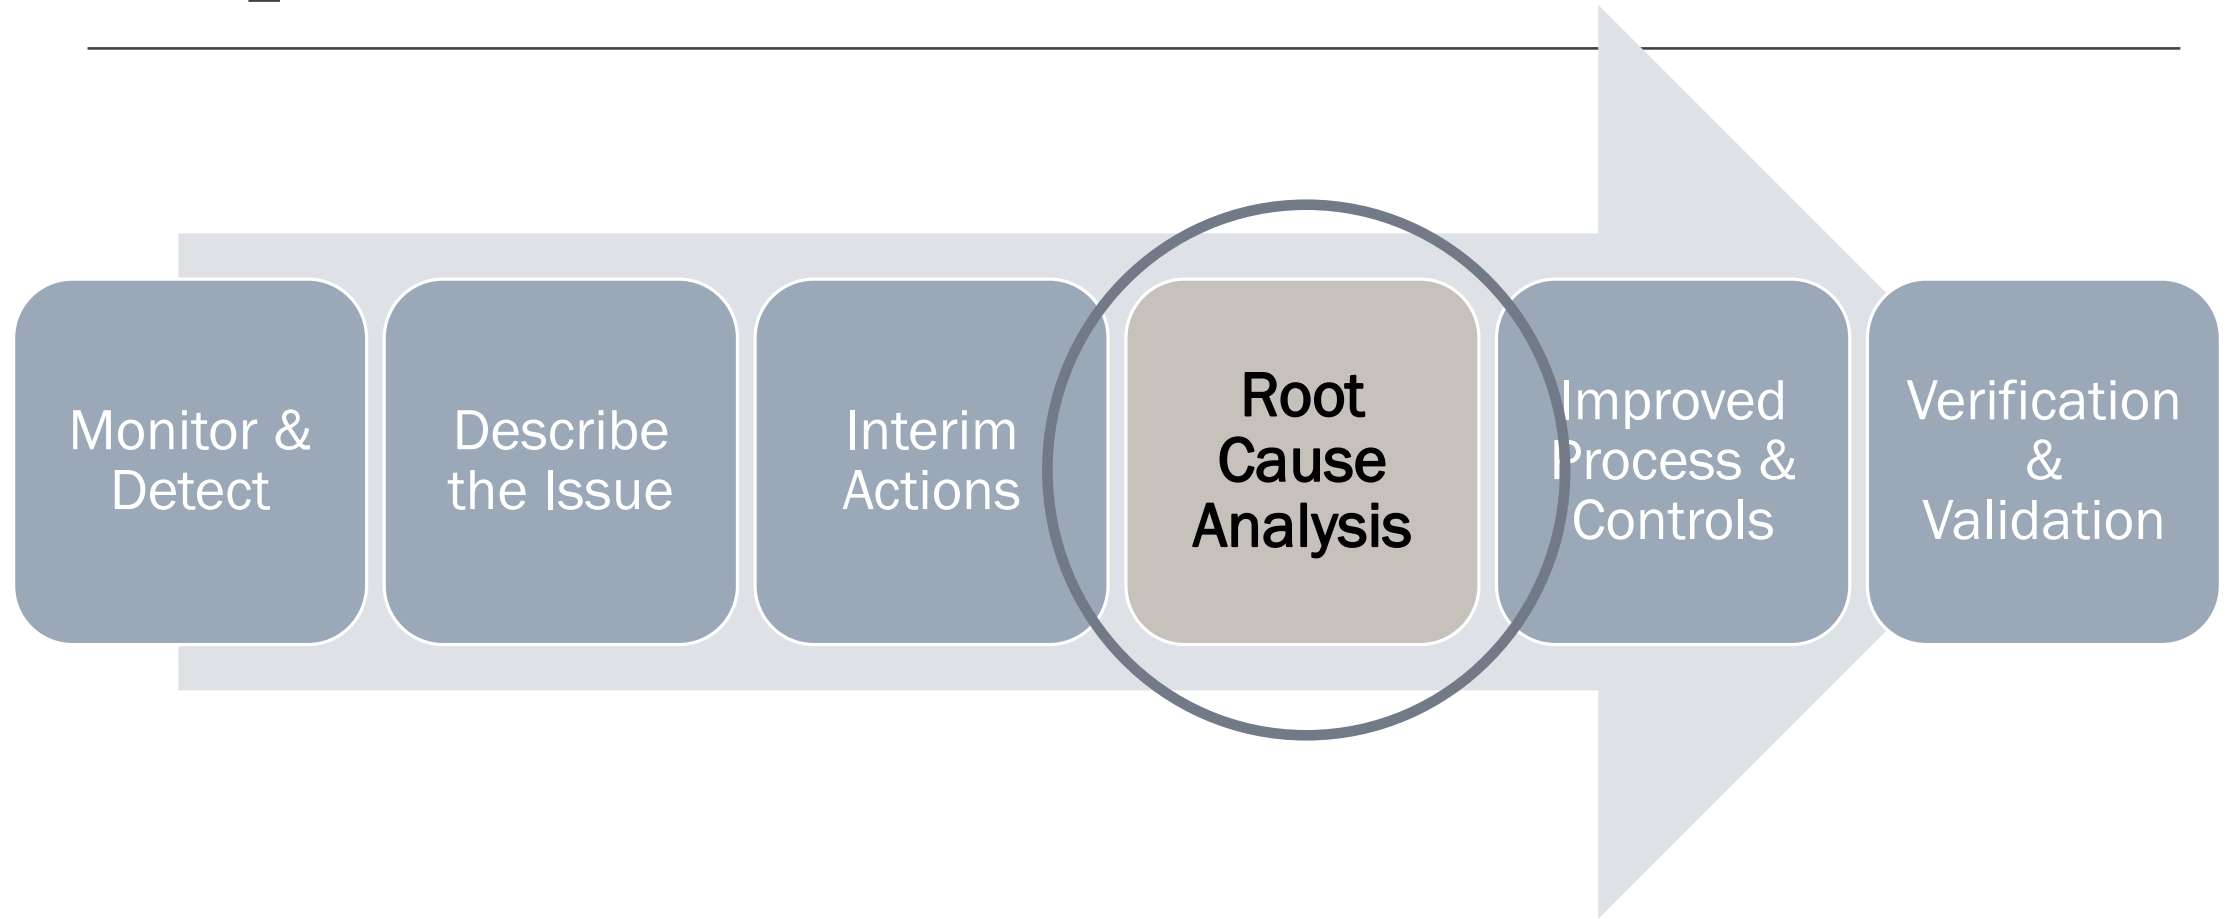 Monitor &
Detect
Describe
the Issue
Interim
Actions
Root
Cause
Analysis
Improved
Process &
Controls
Verification
&
Validation